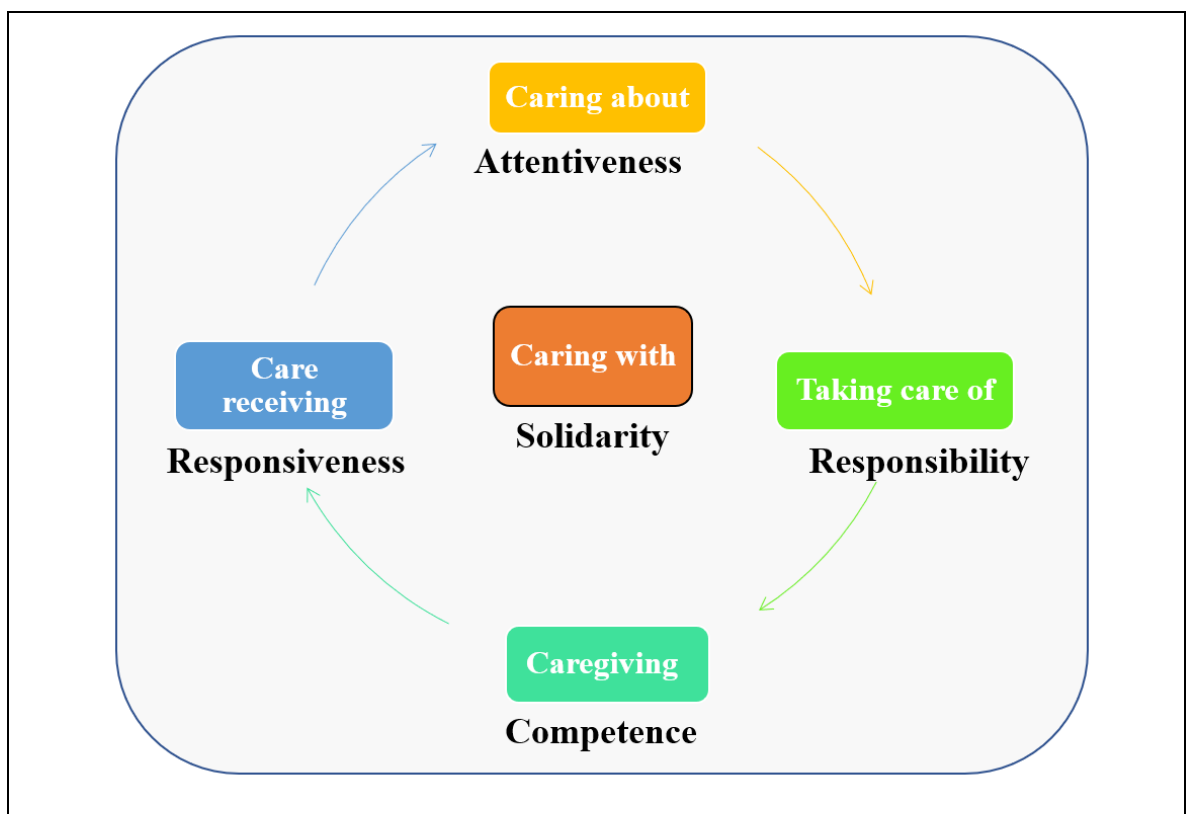 Caring about
Attentiveness
Care
receiving
Responsiveness
Caring with
Solidarity
Taking care of
Responsibility
Caregiving
Competence